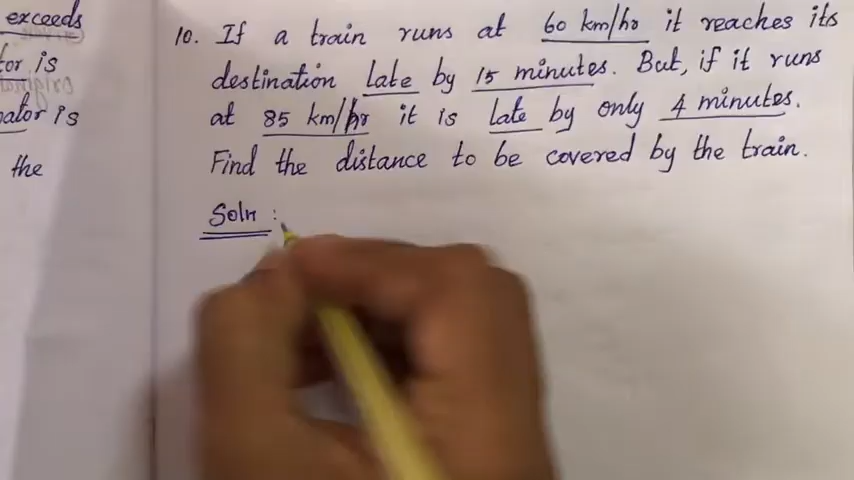 exceeds
tor is
nator is
the
10. If a train runs at 60 km/hr it reaches its
destination late by 15 minutes. But, if it runs
at 85 km/hr it is late by only 4 minutes.
Find the distance to be covered by the train.
Soln :